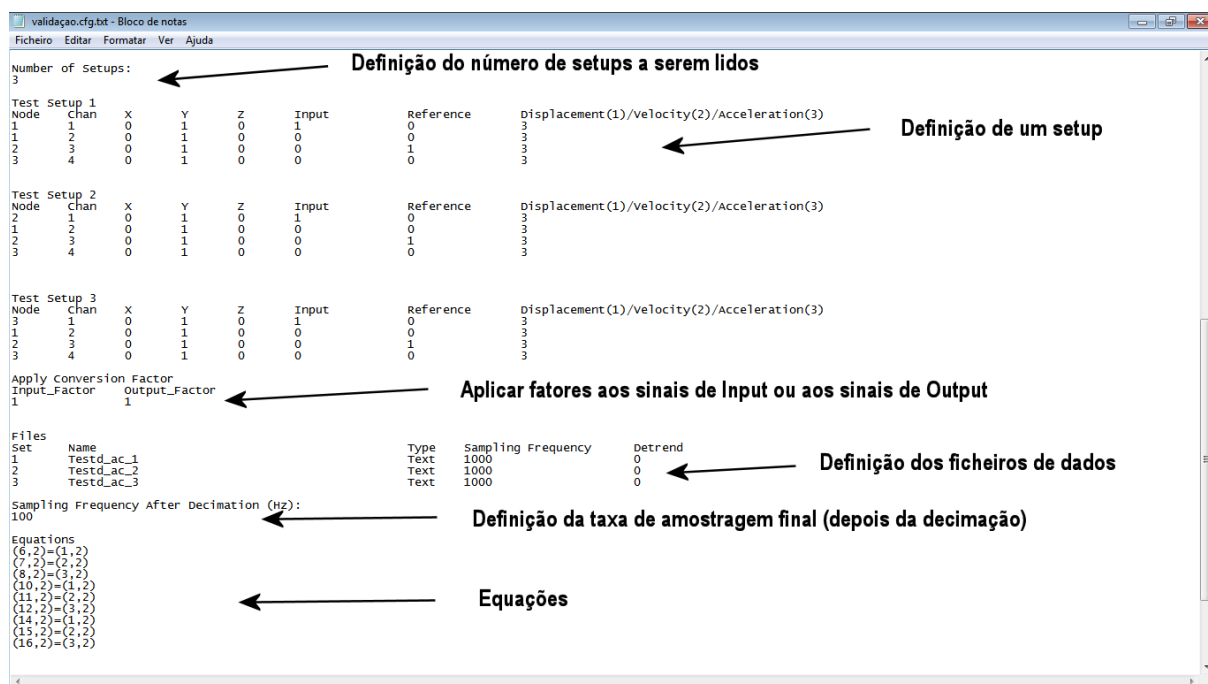 validaçao.cfg.txt - Bloco de notas
Ficheiro Editar Formatar Ver Ajuda
Number of Setups: Definição do número de setups a serem lidos
3
Test Setup 1
Node Chan X Y Z Input Reference Displacement(1)/Velocity(2)/Acceleration(3)
1 1 0 1 0 1 0 3 Definição de um setup
1 2 0 1 0 0 0 3
2 3 0 1 0 0 1 3
3 4 0 1 0 0 0 3
Test Setup 2
Node Chan X Y Z Input Reference Displacement(1)/Velocity(2)/Acceleration(3)
2 1 0 1 0 1 0 3
1 2 0 1 0 0 0 3
2 3 0 1 0 0 1 3
3 4 0 1 0 0 0 3
Test Setup 3
Node Chan X Y Z Input Reference Displacement(1)/Velocity(2)/Acceleration(3)
3 1 0 1 0 1 0 3
1 2 0 1 0 0 0 3
2 3 0 1 0 0 1 3
3 4 0 1 0 0 0 3
Apply Conversion Factor
Input_Factor Output_Factor Aplicar fatores aos sinais de Input ou aos sinais de Output
1 1
Files
Set Name Type Sampling Frequency Detrend
1 Testd_ac_1 Text 1000 0 Definição dos ficheiros de dados
2 Testd_ac_2 Text 1000 0
3 Testd_ac_3 Text 1000 0
Sampling Frequency After Decimation (Hz):
100 Definição da taxa de amostragem final (depois da decimação)
Equations
(6,2)=(1,2)
(7,2)=(2,2)
(8,2)=(3,2)
(10,2)=(1,2)
(11,2)=(2,2)
(12,2)=(3,2) Equações
(14,2)=(1,2)
(15,2)=(2,2)
(16,2)=(3,2)